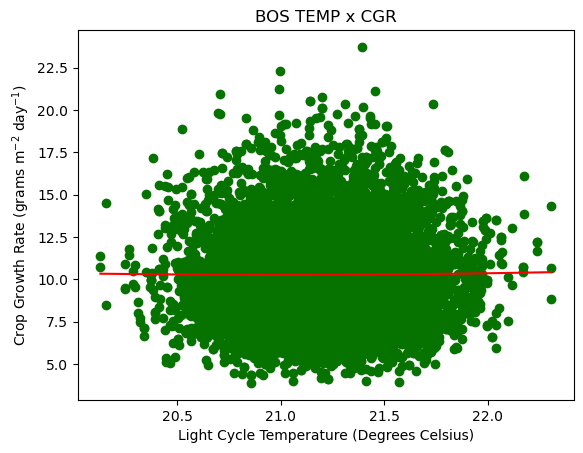 BOS TEMP x CGR
Crop Growth Rate (grams m⁻² day⁻¹)
22.5
20.0
17.5
15.0
12.5
10.0
7.5
5.0
20.5 21.0 21.5 22.0
Light Cycle Temperature (Degrees Celsius)